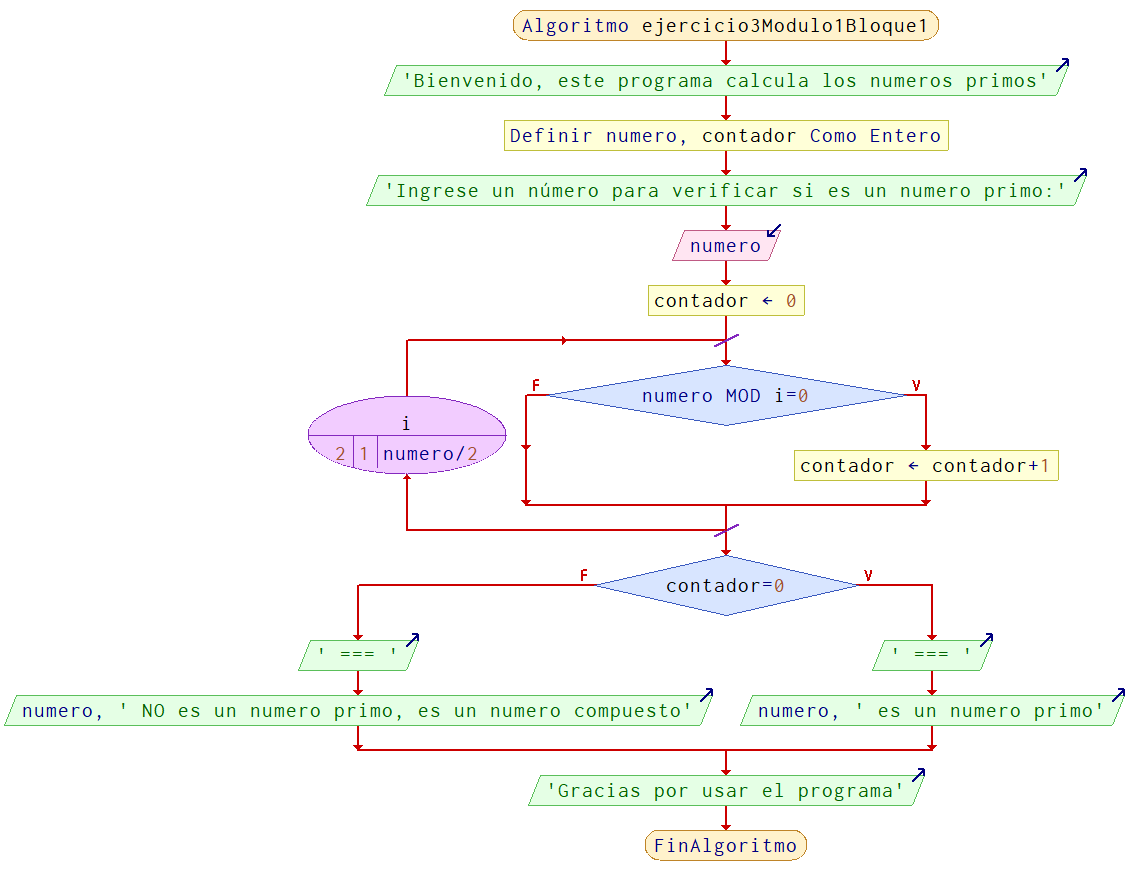 Algoritmo ejercicio3Modulo1Bloque1
'Bienvenido, este programa calcula los numeros primos'
Definir numero, contador Como Entero
'Ingrese un número para verificar si es un numero primo:'
numero
contador ← 0
F
numero MOD i=0
V
i
2 1 numero/2
contador ← contador+1
F
contador=0
V
' === '
' === '
numero, ' NO es un numero primo, es un numero compuesto'
numero, ' es un numero primo'
'Gracias por usar el programa'
FinAlgoritmo